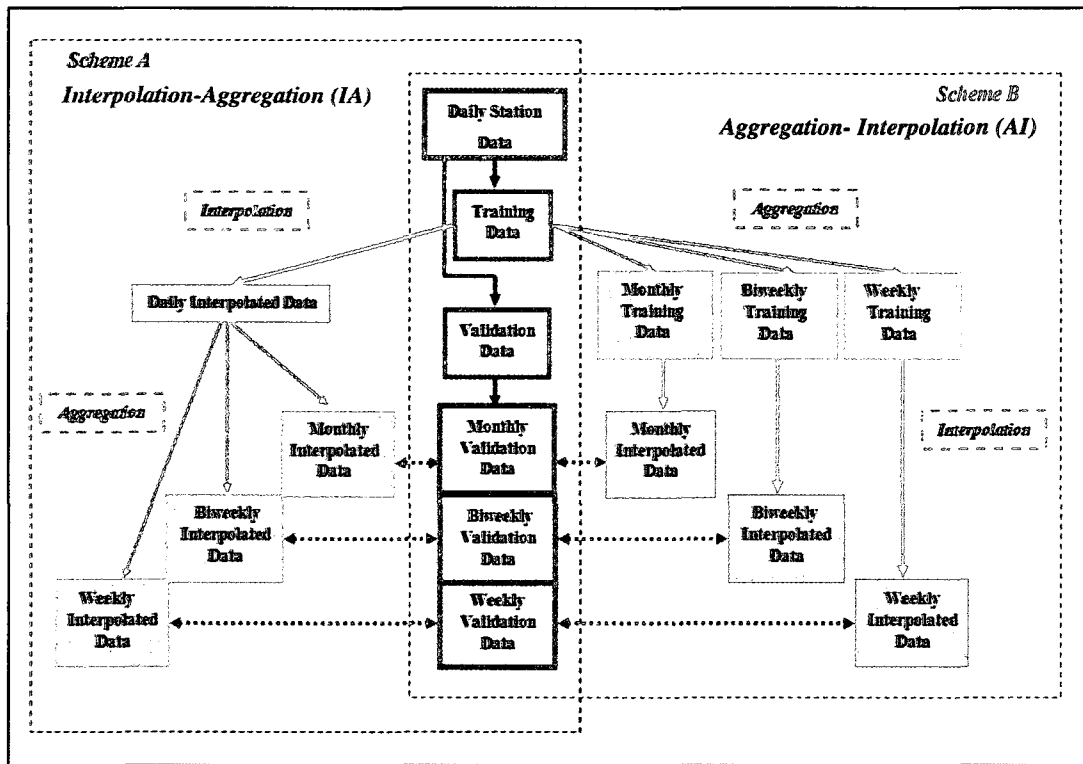 Scheme A
Interpolation-Aggregation (IA)
Scheme B
Aggregation- Interpolation (AI)
Daily Station
Data
Training
Data
Interpolation
Aggregation
Daily Interpolated Data
Monthly
Training
Data
Biweekly
Training
Data
Weekly
Training
Data
Validation
Data
Aggregation
Interpolation
Monthly
Interpolated
Data
Monthly
Validation
Data
Monthly
Interpolated
Data
Biweekly
Interpolated
Data
Biweekly
Validation
Data
Biweekly
Interpolated
Data
Weekly
Interpolated
Data
Weekly
Validation
Data
Weekly
Interpolated
Data